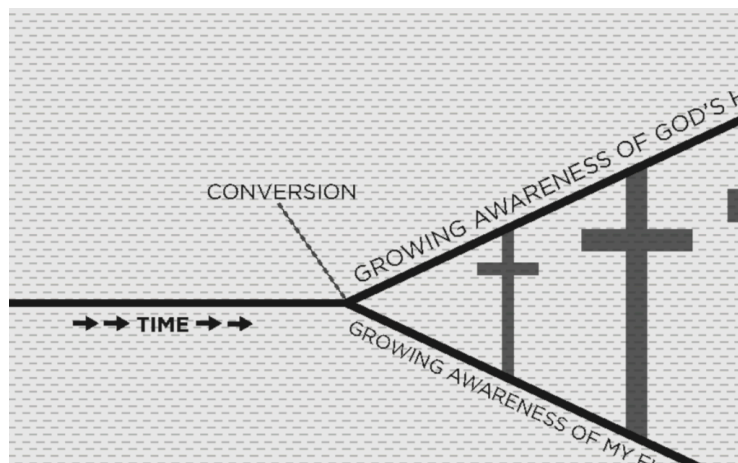 CONVERSION
GROWING AWARENESS OF GOD'S
TIME
GROWING AWARENESS OF MY